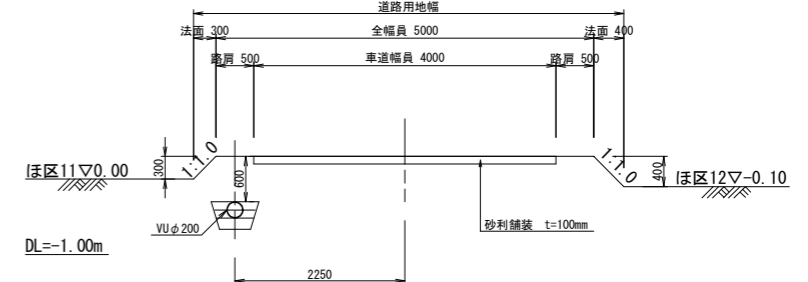 道路用地幅
法面 300
全幅員 5000
法面 400
路肩 500
車道幅員 4000
路肩 500
1:1.0
1:1.0
ほ区11▽0.00
300
600
400
ほ区12▽-0.10
VUφ200
砂利舗装 t=100mm
DL=-1.00m
2250